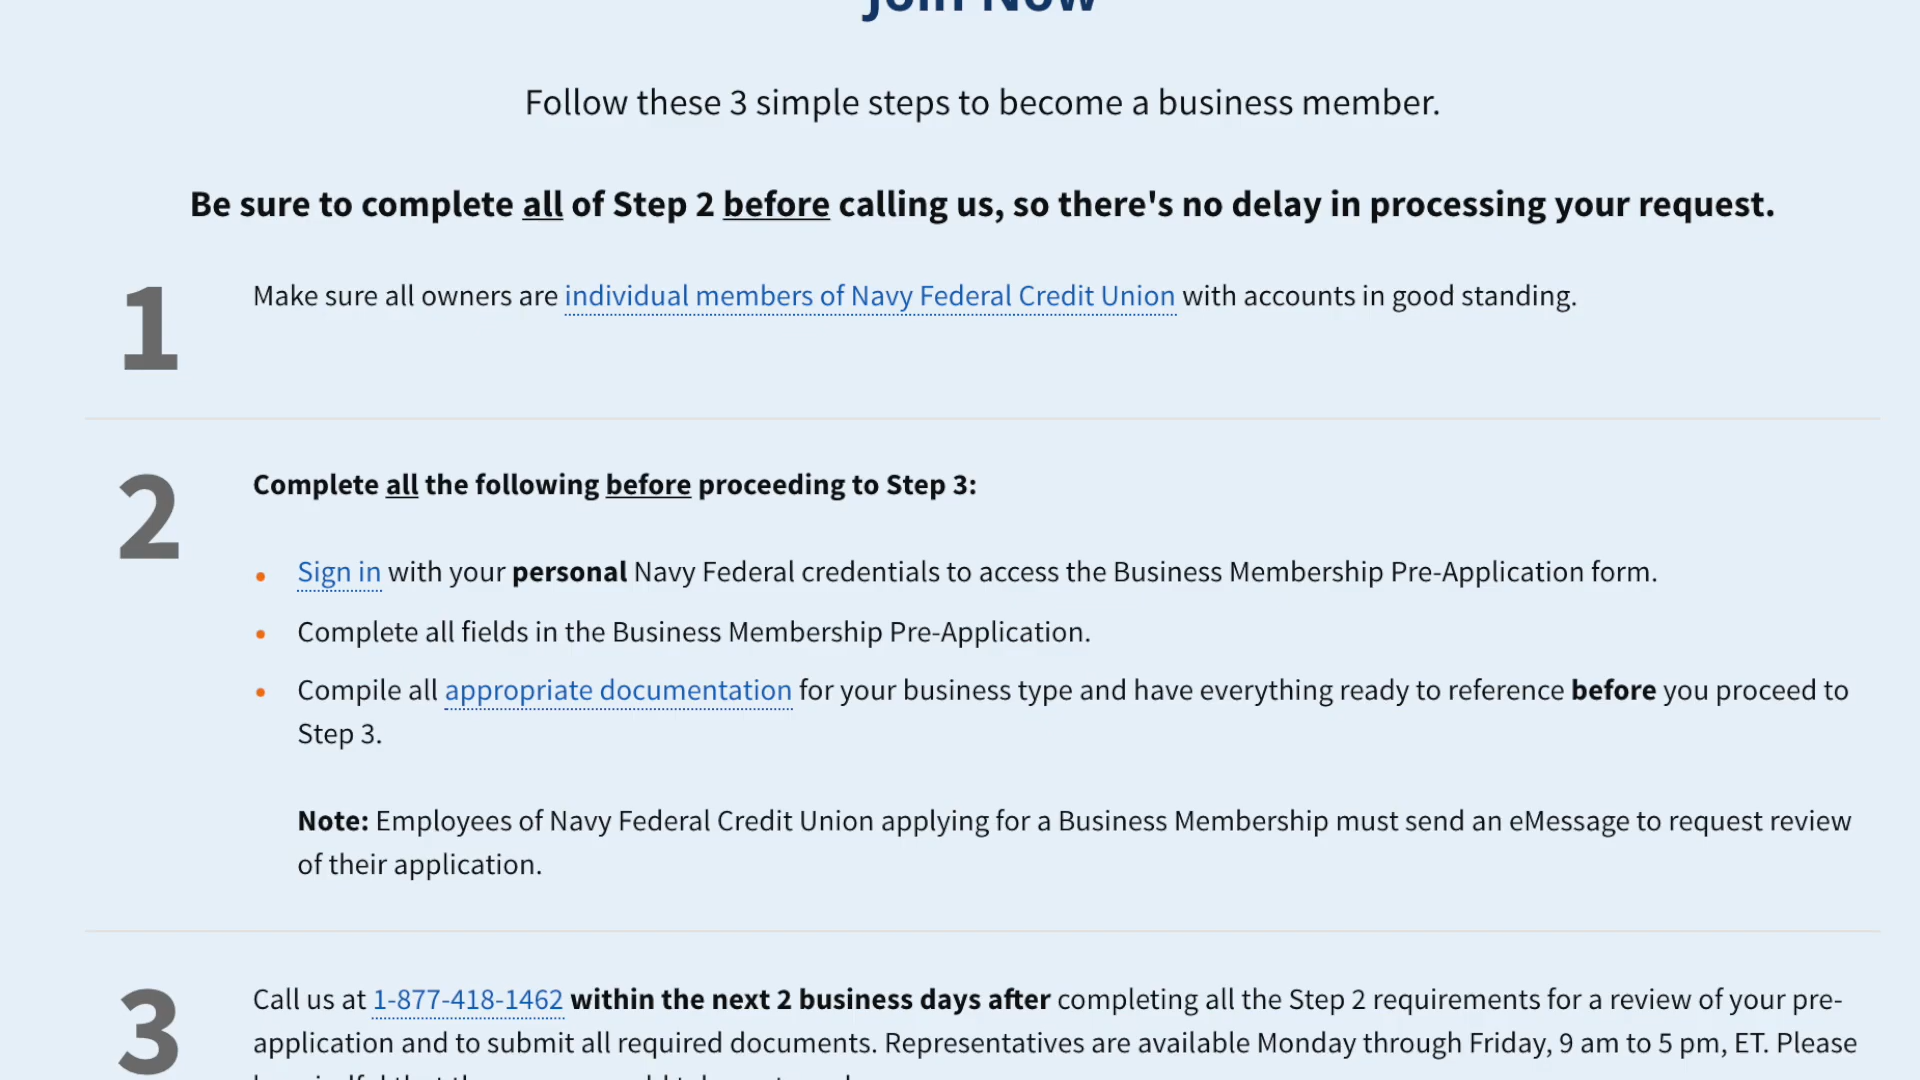 Join Now
Follow these 3 simple steps to become a business member.
Be sure to complete all of Step 2 before calling us, so there's no delay in processing your request.
1
Make sure all owners are individual members of Navy Federal Credit Union with accounts in good standing.
2
Complete all the following before proceeding to Step 3:
• Sign in with your personal Navy Federal credentials to access the Business Membership Pre-Application form.
• Complete all fields in the Business Membership Pre-Application.
• Compile all appropriate documentation for your business type and have everything ready to reference before you proceed to
Step 3.
Note: Employees of Navy Federal Credit Union applying for a Business Membership must send an eMessage to request review
of their application.
3
Call us at 1-877-418-1462 within the next 2 business days after completing all the Step 2 requirements for a review of your pre-
application and to submit all required documents. Representatives are available Monday through Friday, 9 am to 5 pm, ET. Please